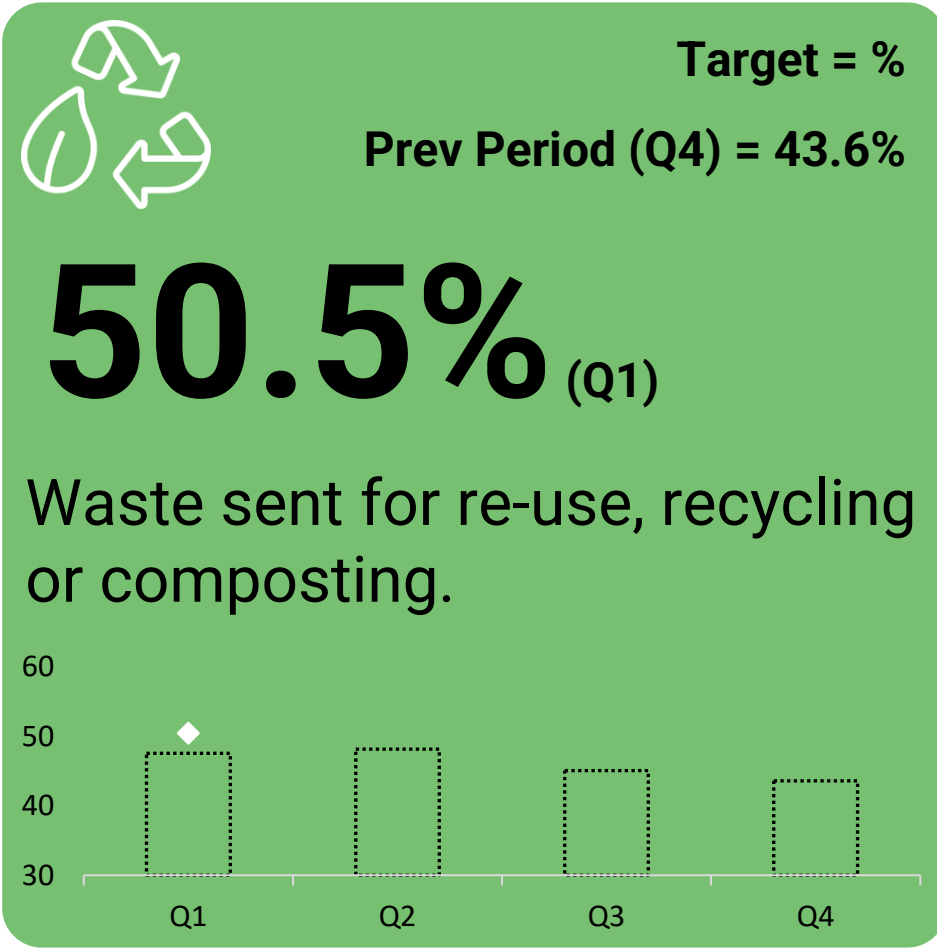 Target = %
Prev Period (Q4) = 43.6%
50.5% (Q1)
Waste sent for re-use, recycling
or composting.
60
50
40
30
Q1 Q2 Q3 Q4